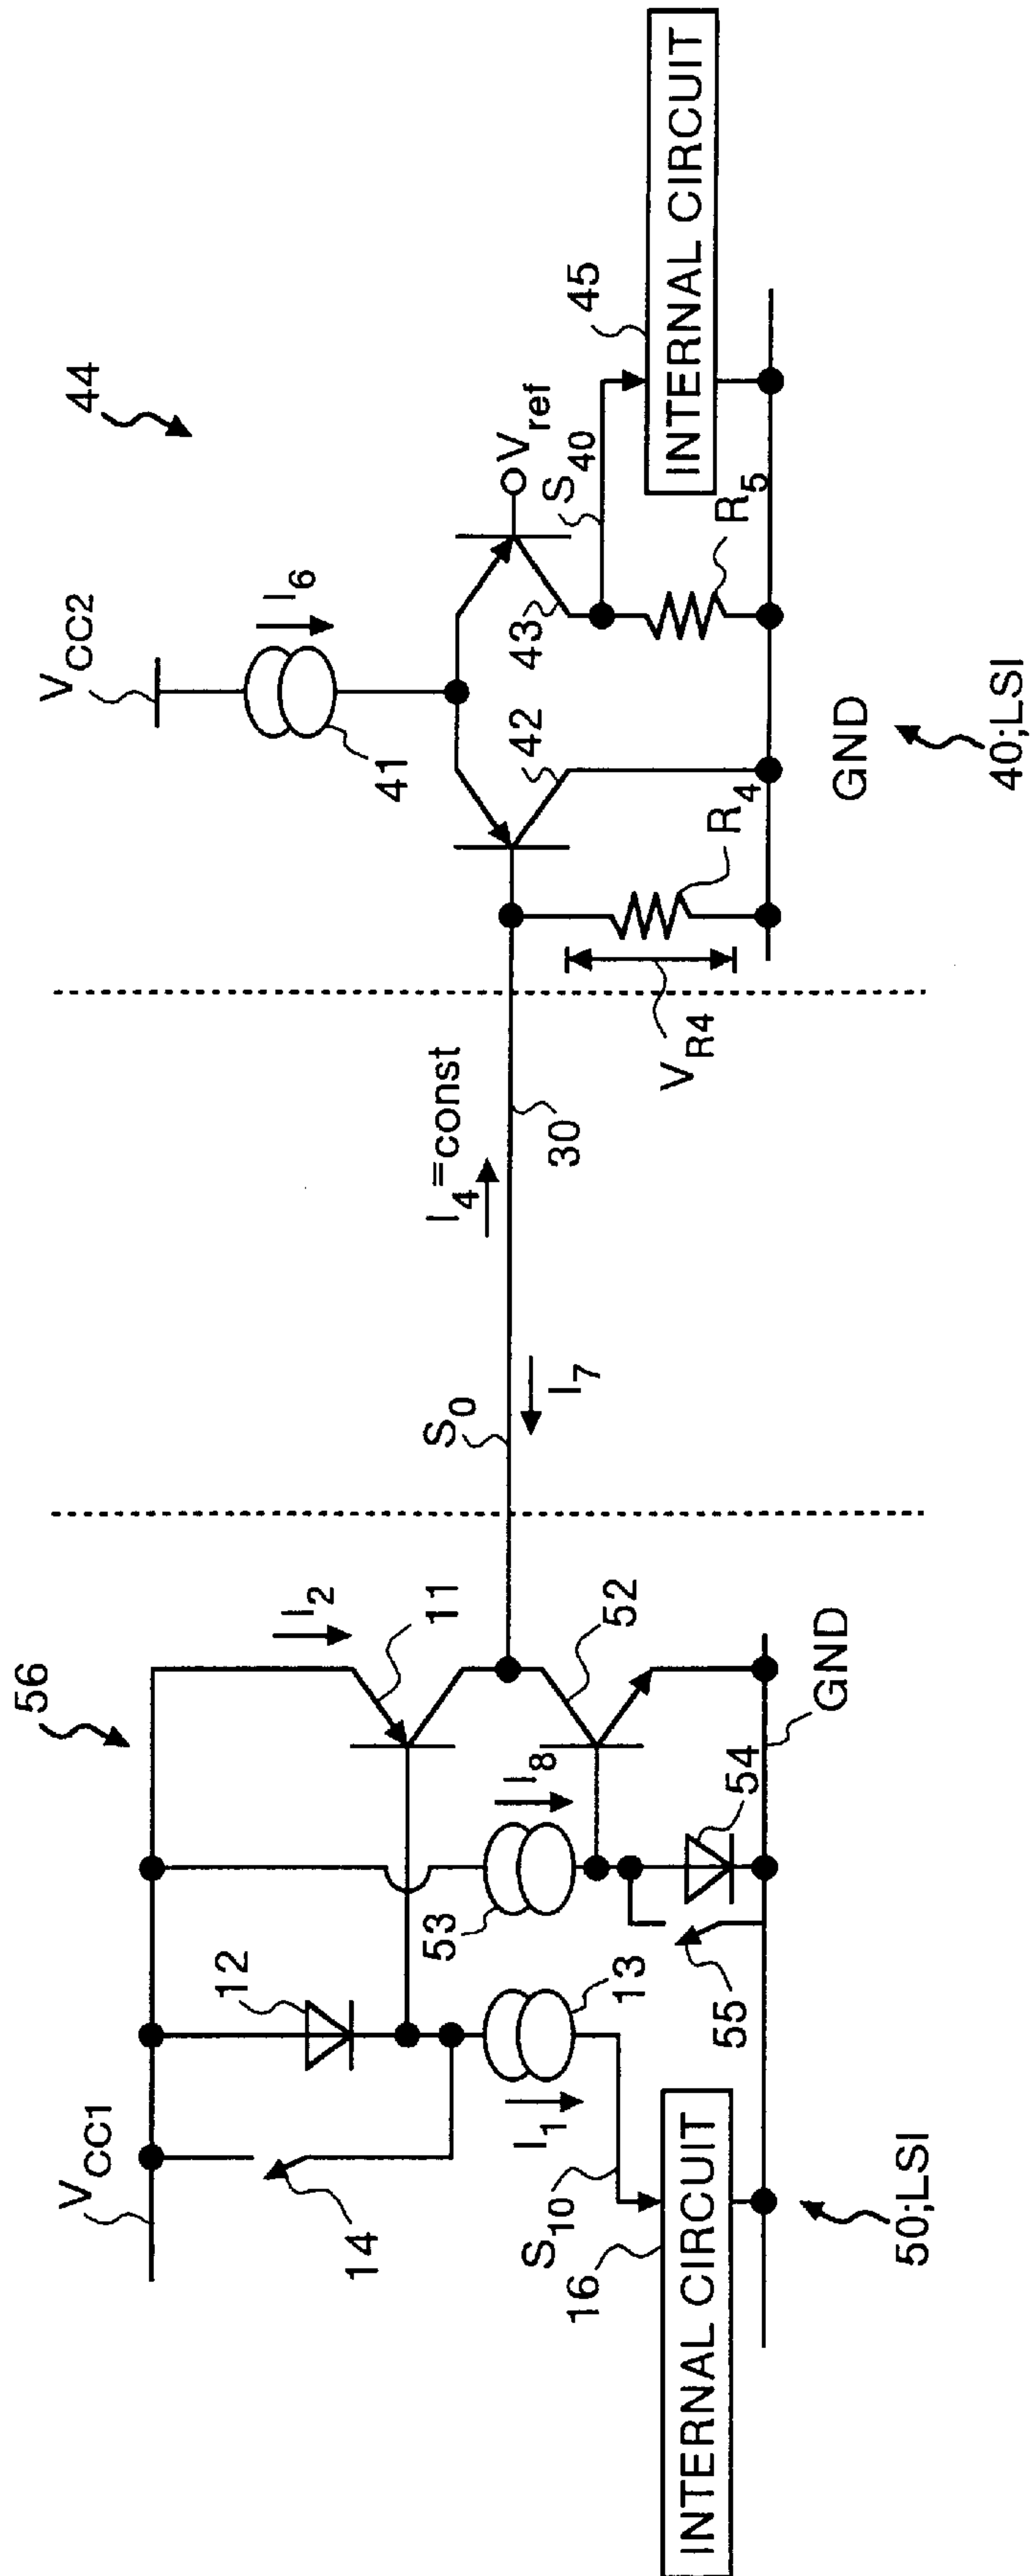 56
V_CC1
12
14
I_2
11
I_8
53
I_1
13
S_10
16
INTERNAL CIRCUIT
52
54
55
GND
50;LSI
S_0
I_7
I_4=const
30
44
V_CC2
I_6
41
42
43
V_ref
S_40
45
INTERNAL CIRCUIT
R_5
R_4
V_R4
GND
40;LSI